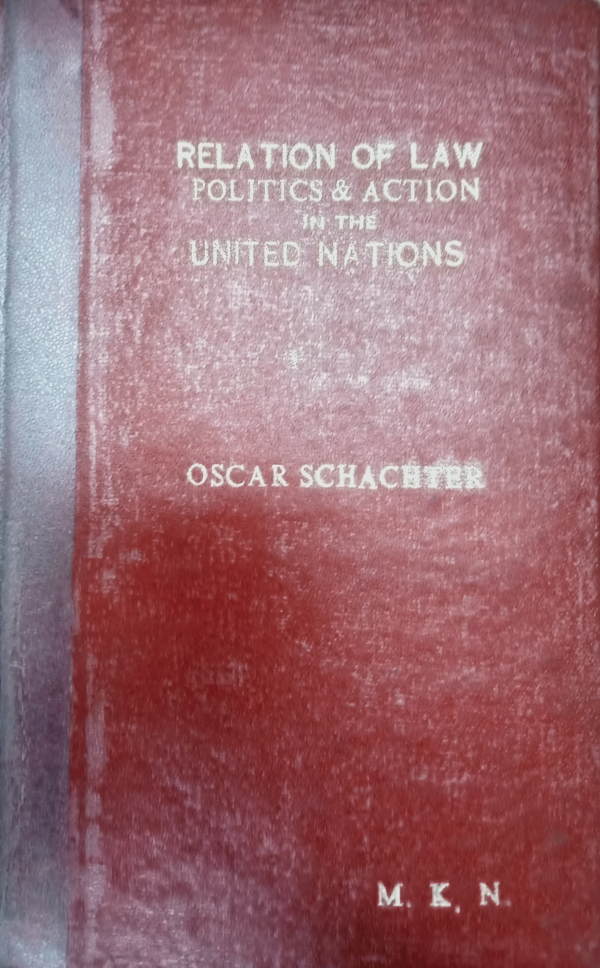 RELATION OF LAW
POLITICS & ACTION
IN THE
UNITED NATIONS
OSCAR SCHACHTER
M. K. N.